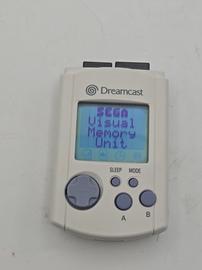 Dreamcast
SEGA
Visual
Memory
Unit
SLEEP MODE
A B